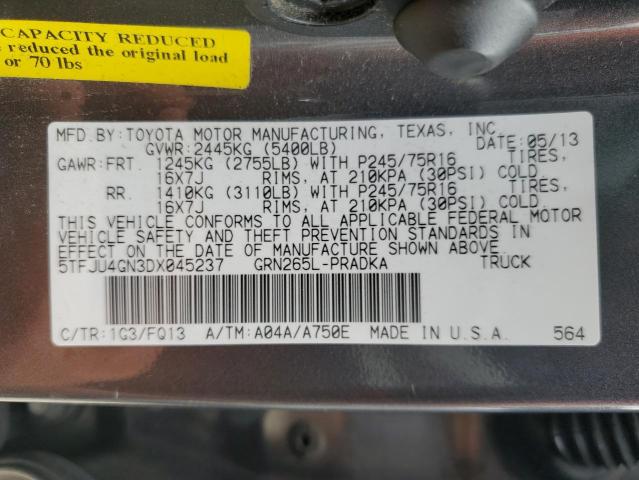 CAPACITY REDUCED
reduced the original load
or 70 lbs
MFD.BY:TOYOTA MOTOR MANUFACTURING, TEXAS, INC.
GVWR:2445KG (5400LB) DATE:05/13
GAWR:FRT. 1245KG (2755LB) WITH P245/75R16 TIRES,
16X7J RIMS, AT 210KPA (30PSI) COLD
RR. 1410KG (3110LB) WITH P245/75R16 TIRES,
16X7J RIMS, AT 210KPA (30PSI) COLD
THIS VEHICLE CONFORMS TO ALL APPLICABLE FEDERAL MOTOR
VEHICLE SAFETY AND THEFT PREVENTION STANDARDS IN
EFFECT ON THE DATE OF MANUFACTURE SHOWN ABOVE.
5TFJU4GN3DX045237 GRN265L-PRADKA TRUCK
C/TR:1G3/FQ13 A/TM:A04A/A750E MADE IN U.S.A. 564